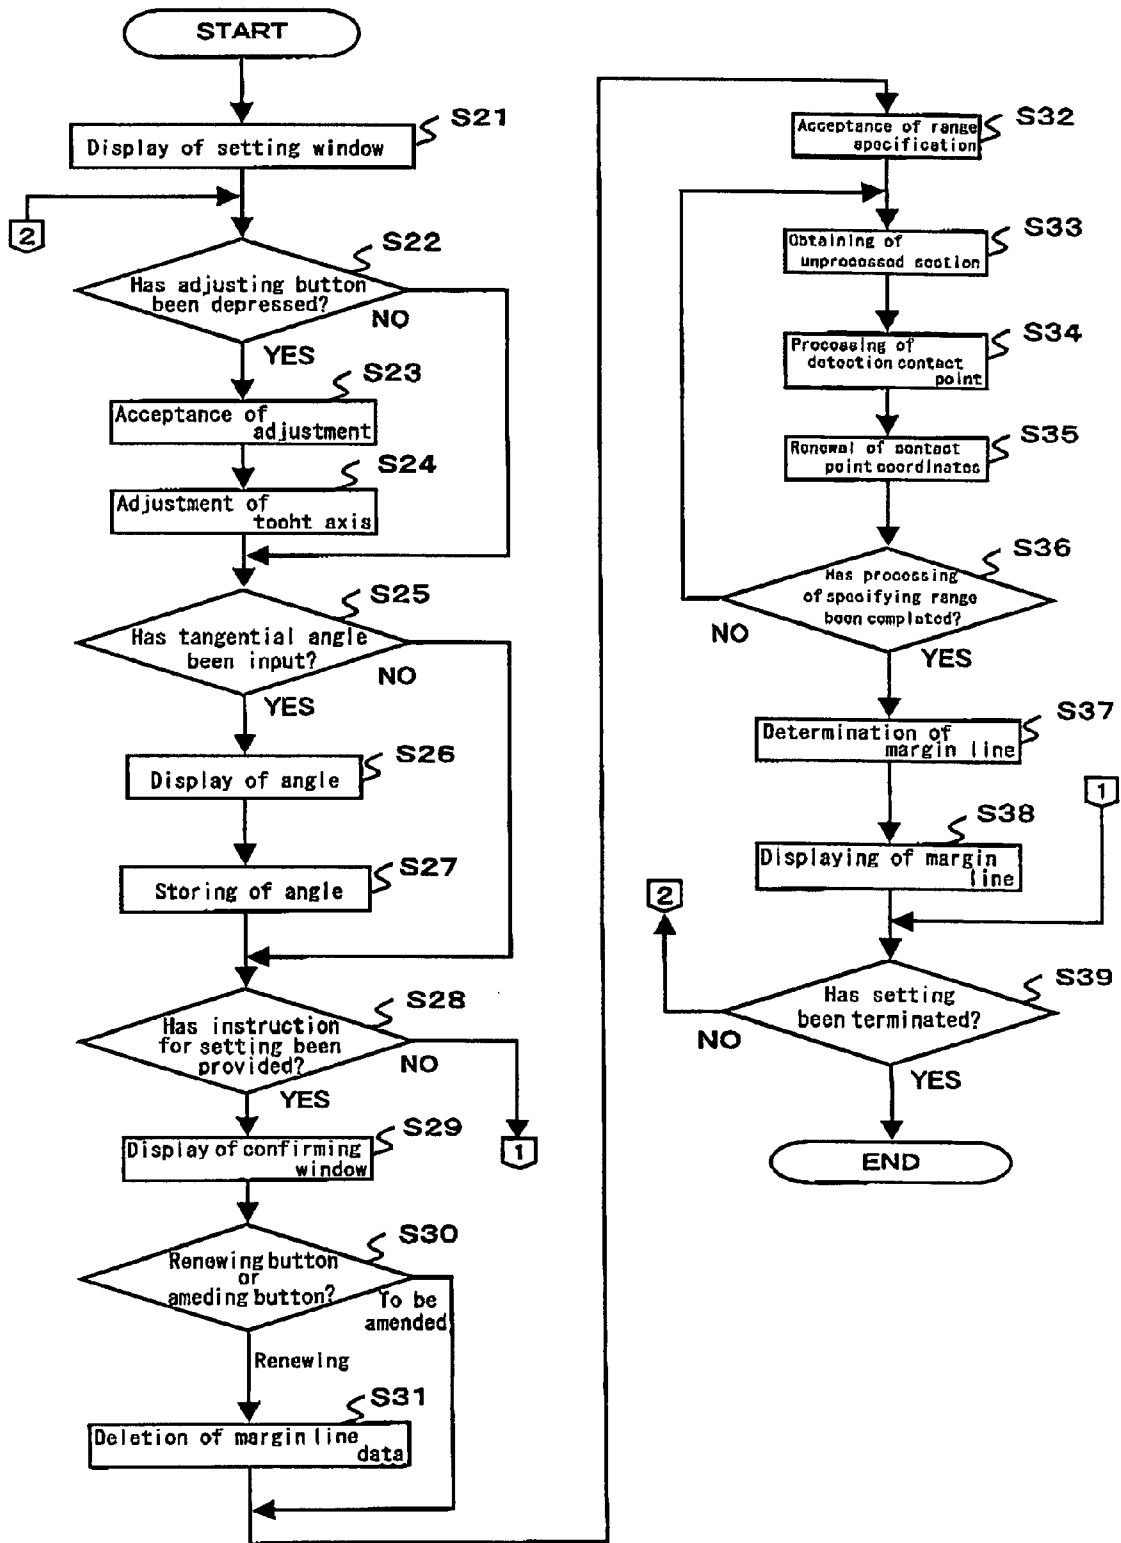 START
S21
Display of setting window
2
S22
Has adjusting button
been depressed?
NO
YES
S23
Acceptance of
adjustment
S24
Adjustment of
tooht axis
S25
Has tangential angle
been input?
NO
YES
S26
Display of angle
S27
Storing of angle
S28
Has instruction
for setting been
provided?
NO
YES
S29
Display of confirming
window
1
S30
Renewing button
or
ameding button?
To be
amended
Renewing
S31
Deletion of margin line
data
S32
Acceptance of range
specification
S33
Obtaining of
unprocessed section
S34
Processing of
detection contact
point
S35
Renewal of contact
point coordinates
S36
Has processing
of specifying range
been completed?
NO
YES
S37
Determination of
margin line
1
S38
Displaying of margin
line
2
S39
Has setting
been terminated?
NO
YES
END